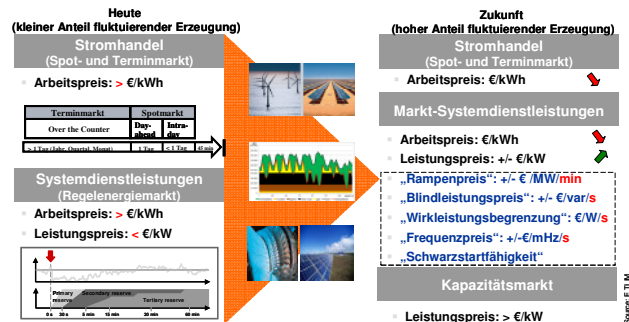 Heute
(kleiner Anteil fluktuierender Erzeugung)
Stromhandel
(Spot- und Terminmarkt)
Arbeitspreis: > €/kWh
Terminmarkt Spotmarkt
Over the Counter Day-ahead Intra-day
> 1 Tag (Jahr, Quartal, Monat) 1 Tag < 1 Tag 45 min
Systemdienstleistungen
(Regelenergiemarkt)
Arbeitspreis: > €/kWh
Leistungspreis: < €/kW
Primary reserve Secondary reserve Tertiary reserve
0 s 30 s 5 min 15 min 30 min 60 min
Zukunft
(hoher Anteil fluktuierender Erzeugung)
Stromhandel
(Spot- und Terminmarkt)
Arbeitspreis: €/kWh
Markt-Systemdienstleistungen
Arbeitspreis: €/kWh
Leistungspreis: +/- €/kW
„Rampenpreis“: +/- € /MW/min
„Blindleistungspreis“: +/- €/var/s
„Wirkleistungsbegrenzung“: €/W/s
„Frequenzpreis“: +/-€/mHz/s
„Schwarzstartfähigkeit“
Kapazitätsmarkt
Leistungspreis: > €/kW